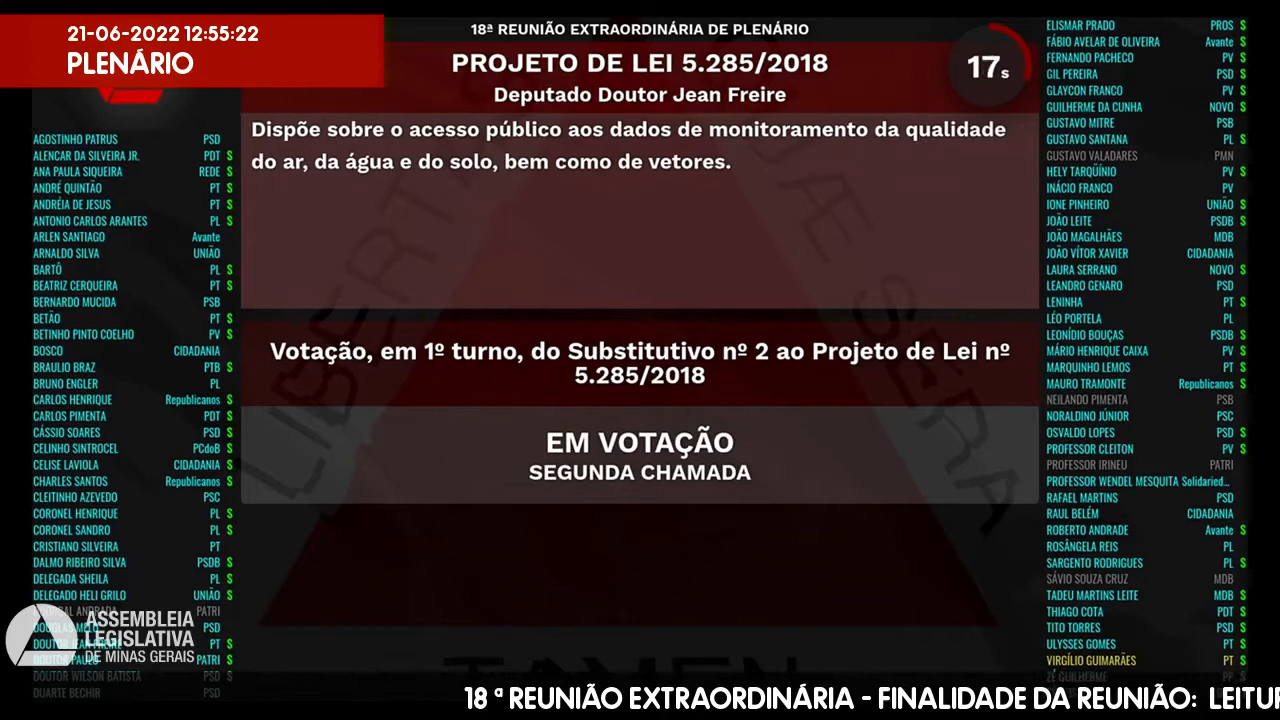 21-06-2022 12:55:22
PLENÁRIO
18ª REUNIÃO EXTRAORDINÁRIA DE PLENÁRIO
PROJETO DE LEI 5.285/2018
Deputado Doutor Jean Freire
17s
Dispõe sobre o acesso público aos dados de monitoramento da qualidade
do ar, da água e do solo, bem como de vetores.
Votação, em 1º turno, do Substitutivo nº 2 ao Projeto de Lei nº
5.285/2018
EM VOTAÇÃO
SEGUNDA CHAMADA
AGOSTINHO PATRUS PSD
ALENCAR DA SILVEIRA JR. PDT S
ANA PAULA SIQUEIRA REDE S
ANDRÉ QUINTÃO PT S
ANDRÉIA DE JESUS PT S
ANTONIO CARLOS ARANTES PL S
ARLEN SANTIAGO Avante
ARNALDO SILVA UNIÃO
BARTÔ PL S
BEATRIZ CERQUEIRA PT S
BERNARDO MUCIDA PSB
BETÃO PT S
BETINHO PINTO COELHO PV S
BOSCO CIDADANIA
BRAULIO BRAZ PTB S
BRUNO ENGLER PL
CARLOS HENRIQUE Republicanos S
CARLOS PIMENTA PDT S
CÁSSIO SOARES PSD S
CELINHO SINTROCEL PCdoB S
CELISE LAVIOLA CIDADANIA S
CHARLES SANTOS Republicanos S
CLEITINHO AZEVEDO PSC
CORONEL HENRIQUE PL S
CORONEL SANDRO PL S
CRISTIANO SILVEIRA PT
DALMO RIBEIRO SILVA PSDB S
DELEGADA SHEILA PL S
DELEGADO HELI GRILO UNIÃO S
ANDRADA PATRI
DOUGLAS MELO PSD
DOUTOR JEAN FREIRE PT S
DOUTOR PAULO PATRI S
DOUTOR WILSON BATISTA PSD
DUARTE BECHIR PSD
ASSEMBLEIA
LEGISLATIVA
DE MINAS GERAIS
ELISMAR PRADO PROS S
FÁBIO AVELAR DE OLIVEIRA Avante S
FERNANDO PACHECO PV S
GIL PEREIRA PSD S
GLAYCON FRANCO PV S
GUILHERME DA CUNHA NOVO S
GUSTAVO MITRE PSB
GUSTAVO SANTANA PL S
GUSTAVO VALADARES PMN
HELY TARQÜÍNIO PV S
INÁCIO FRANCO PV
IONE PINHEIRO UNIÃO S
JOÃO LEITE PSDB S
JOÃO MAGALHÃES MDB
JOÃO VÍTOR XAVIER CIDADANIA
LAURA SERRANO NOVO S
LEANDRO GENARO PSD
LENINHA PT S
LÉO PORTELA PL
LEONÍDIO BOUÇAS PSDB S
MÁRIO HENRIQUE CAIXA PV S
MARQUINHO LEMOS PT S
MAURO TRAMONTE Republicanos S
NEILANDO PIMENTA PSB
NORALDINO JÚNIOR PSC
OSVALDO LOPES PSD S
PROFESSOR CLEITON PV S
PROFESSOR IRINEU PATRI
PROFESSOR WENDEL MESQUITA Solidaried...
RAFAEL MARTINS PSD
RAUL BELÉM CIDADANIA
ROBERTO ANDRADE Avante S
ROSÂNGELA REIS PL
SARGENTO RODRIGUES PL S
SÁVIO SOUZA CRUZ MDB
TADEU MARTINS LEITE MDB S
THIAGO COTA PDT S
TITO TORRES PSD S
ULYSSES GOMES PT S
VIRGÍLIO GUIMARÃES PT S
ZÉ GUILHERME PP
18 ª REUNIÃO EXTRAORDINÁRIA - FINALIDADE DA REUNIÃO: LEITU